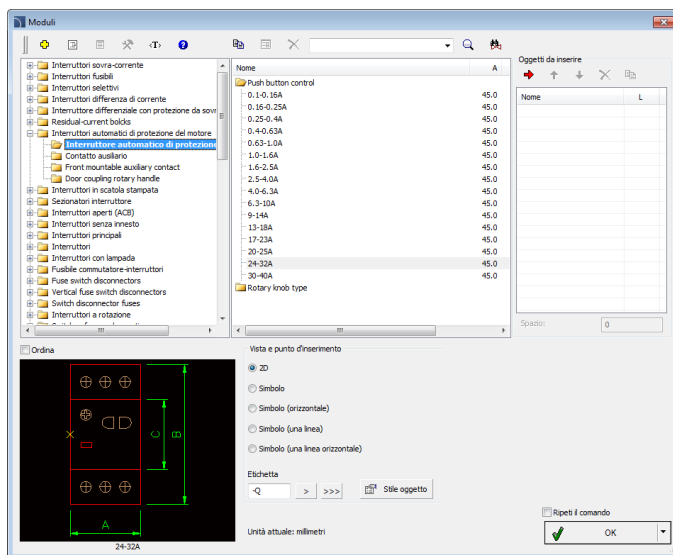 Moduli
‹T›
Interruttori sovra-corrente
Interruttori fusibili
Interruttori selettivi
Interruttori differenza di corrente
Interruttore differenziale con protezione da sovr
Residual-current bolcks
Interruttori automatici di protezione del motore
Interruttore automatico di protezione
Contatto ausiliario
Front mountable auxiliary contact
Door coupling rotary handle
Interruttori in scatola stampata
Sezionatori interruttore
Interruttori aperti (ACB)
Interruttori senza innesto
Interruttori principali
Interruttori
Interruttori con lampada
Fusibile commutatore-interruttori
Fuse switch disconnectors
Vertical fuse switch disconnectors
Switch disconnector fuses
Interruttori a rotazione
Nome A
Push button control
0.1-0.16A 45.0
0.16-0.25A 45.0
0.25-0.4A 45.0
0.4-0.63A 45.0
0.63-1.0A 45.0
1.0-1.6A 45.0
1.6-2.5A 45.0
2.5-4.0A 45.0
4.0-6.3A 45.0
6.3-10A 45.0
9-14A 45.0
13-18A 45.0
17-23A 45.0
20-25A 45.0
24-32A 45.0
30-40A 45.0
Rotary knob type
Oggetti da inserire
Nome L
Spazio: 0
Ordina
A
B
C
24-32A
Vista e punto d'inserimento
2D
Simbolo
Simbolo (orizzontale)
Simbolo (una linea)
Simbolo (una linea orizzontale)
Etichetta
-Q > >>> Stile oggetto
Unità attuale: millimetri
Ripeti il comando
OK